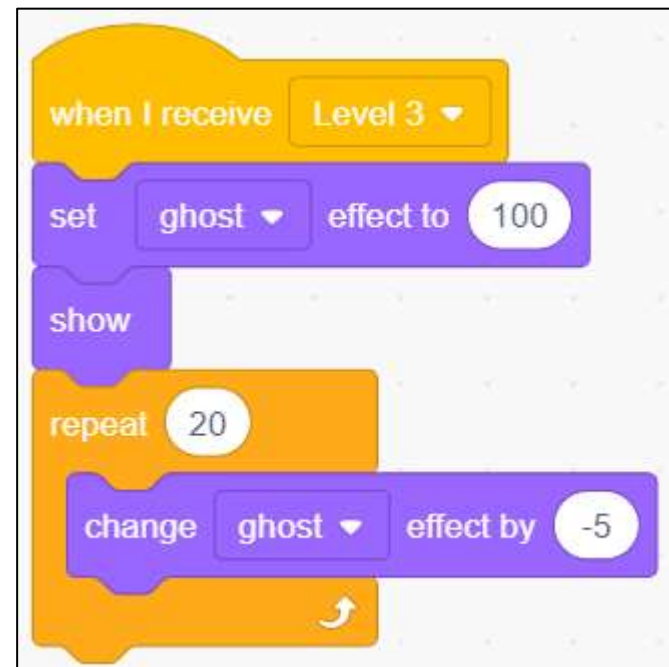 when I receive Level 3
set ghost effect to 100
show
repeat 20
change ghost effect by -5